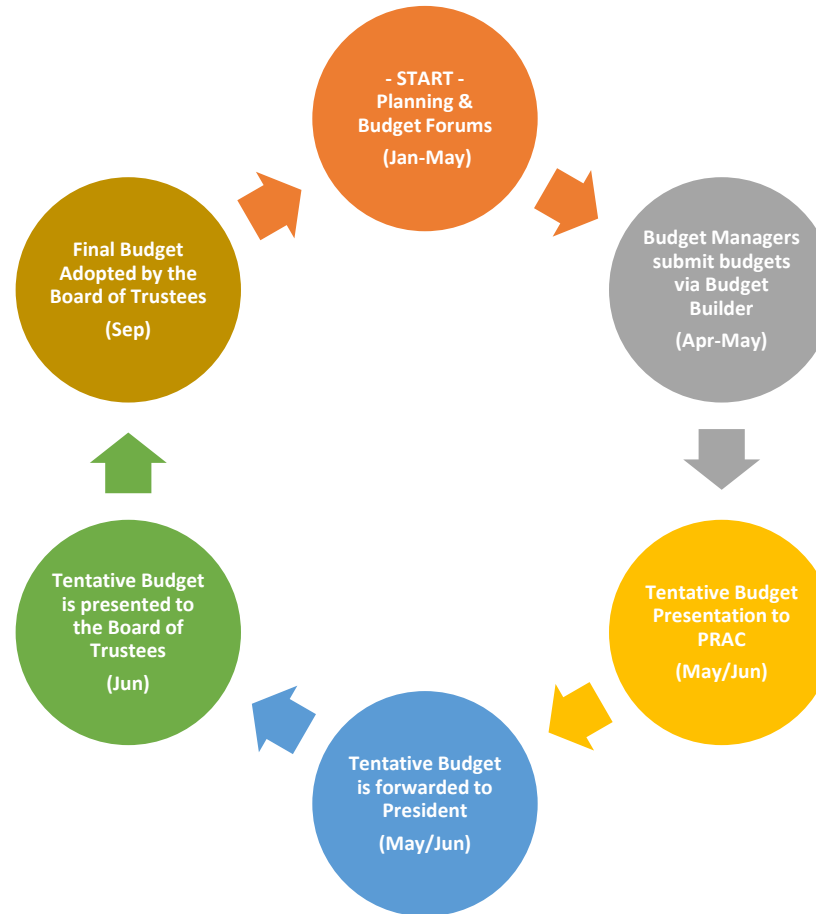 - START -
Planning &
Budget Forums
(Jan-May)
Budget Managers
submit budgets
via Budget
Builder
(Apr-May)
Tentative Budget
Presentation to
PRAC
(May/Jun)
Tentative Budget
is forwarded to
President
(May/Jun)
Tentative Budget
is presented to
the Board of
Trustees
(Jun)
Final Budget
Adopted by the
Board of Trustees
(Sep)